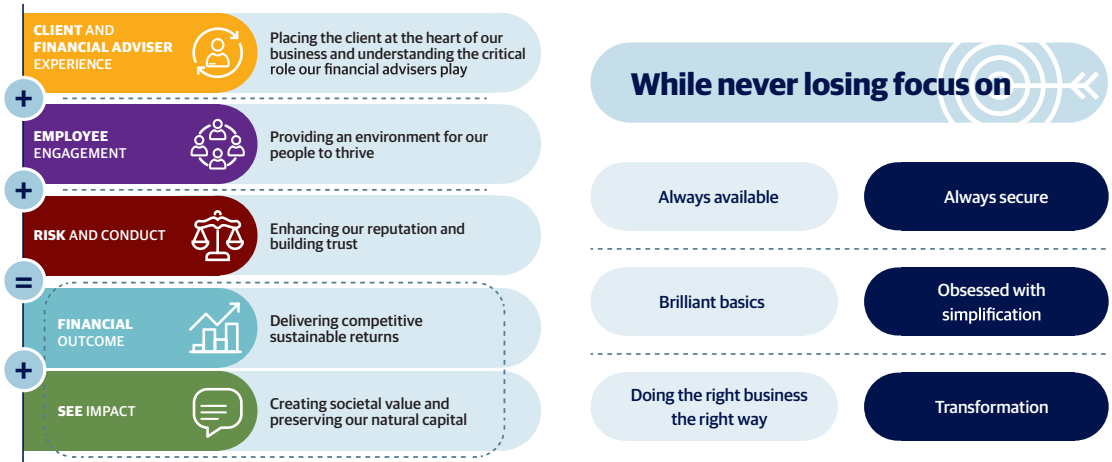 CLIENT AND
FINANCIAL ADVISER
EXPERIENCE
Placing the client at the heart of our
business and understanding the critical
role our financial advisers play
+
EMPLOYEE
ENGAGEMENT
Providing an environment for our
people to thrive
+
RISK AND CONDUCT
Enhancing our reputation and
building trust
=
FINANCIAL
OUTCOME
Delivering competitive
sustainable returns
+
SEE IMPACT
Creating societal value and
preserving our natural capital
While never losing focus on
Always available
Always secure
Brilliant basics
Obsessed with
simplification
Doing the right business
the right way
Transformation